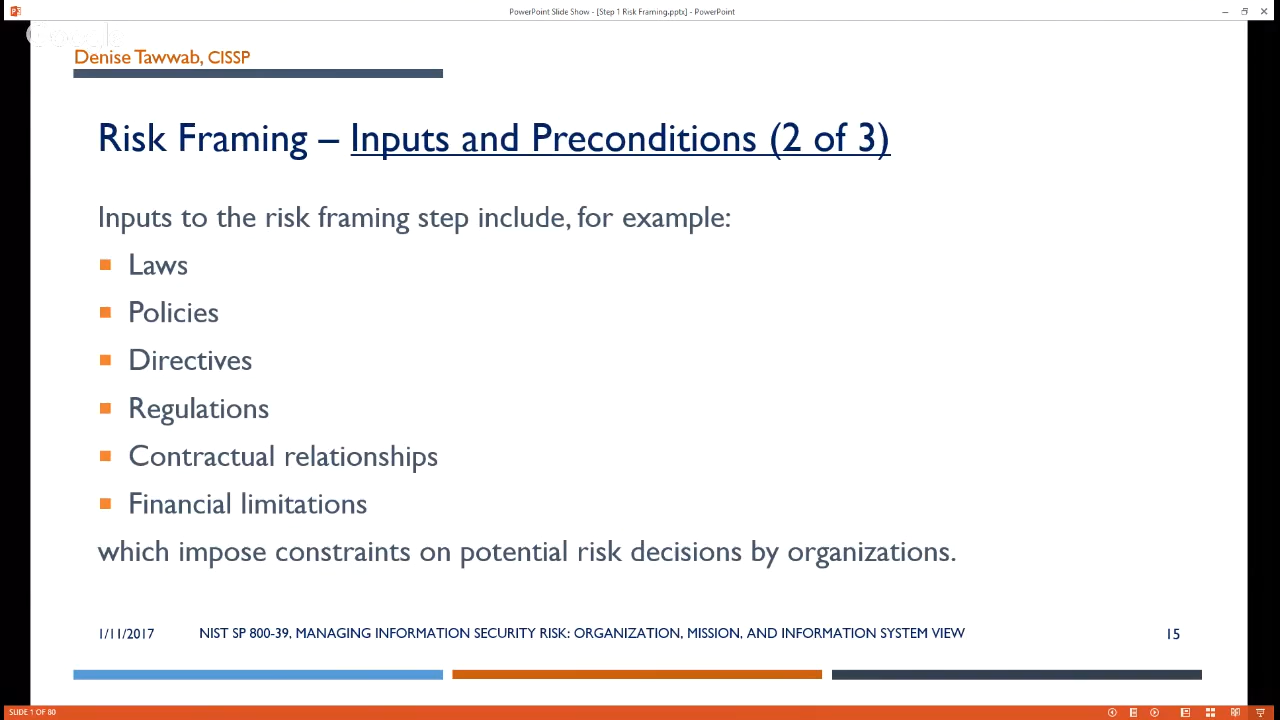 PowerPoint Slide Show - [Step 1 Risk Framing.pptx] - PowerPoint
Denise Tawwab, CISSP
Risk Framing – Inputs and Preconditions (2 of 3)
Inputs to the risk framing step include, for example:
Laws
Policies
Directives
Regulations
Contractual relationships
Financial limitations
which impose constraints on potential risk decisions by organizations.
1/11/2017 NIST SP 800-39, MANAGING INFORMATION SECURITY RISK: ORGANIZATION, MISSION, AND INFORMATION SYSTEM VIEW 15
SLIDE 1 OF 80